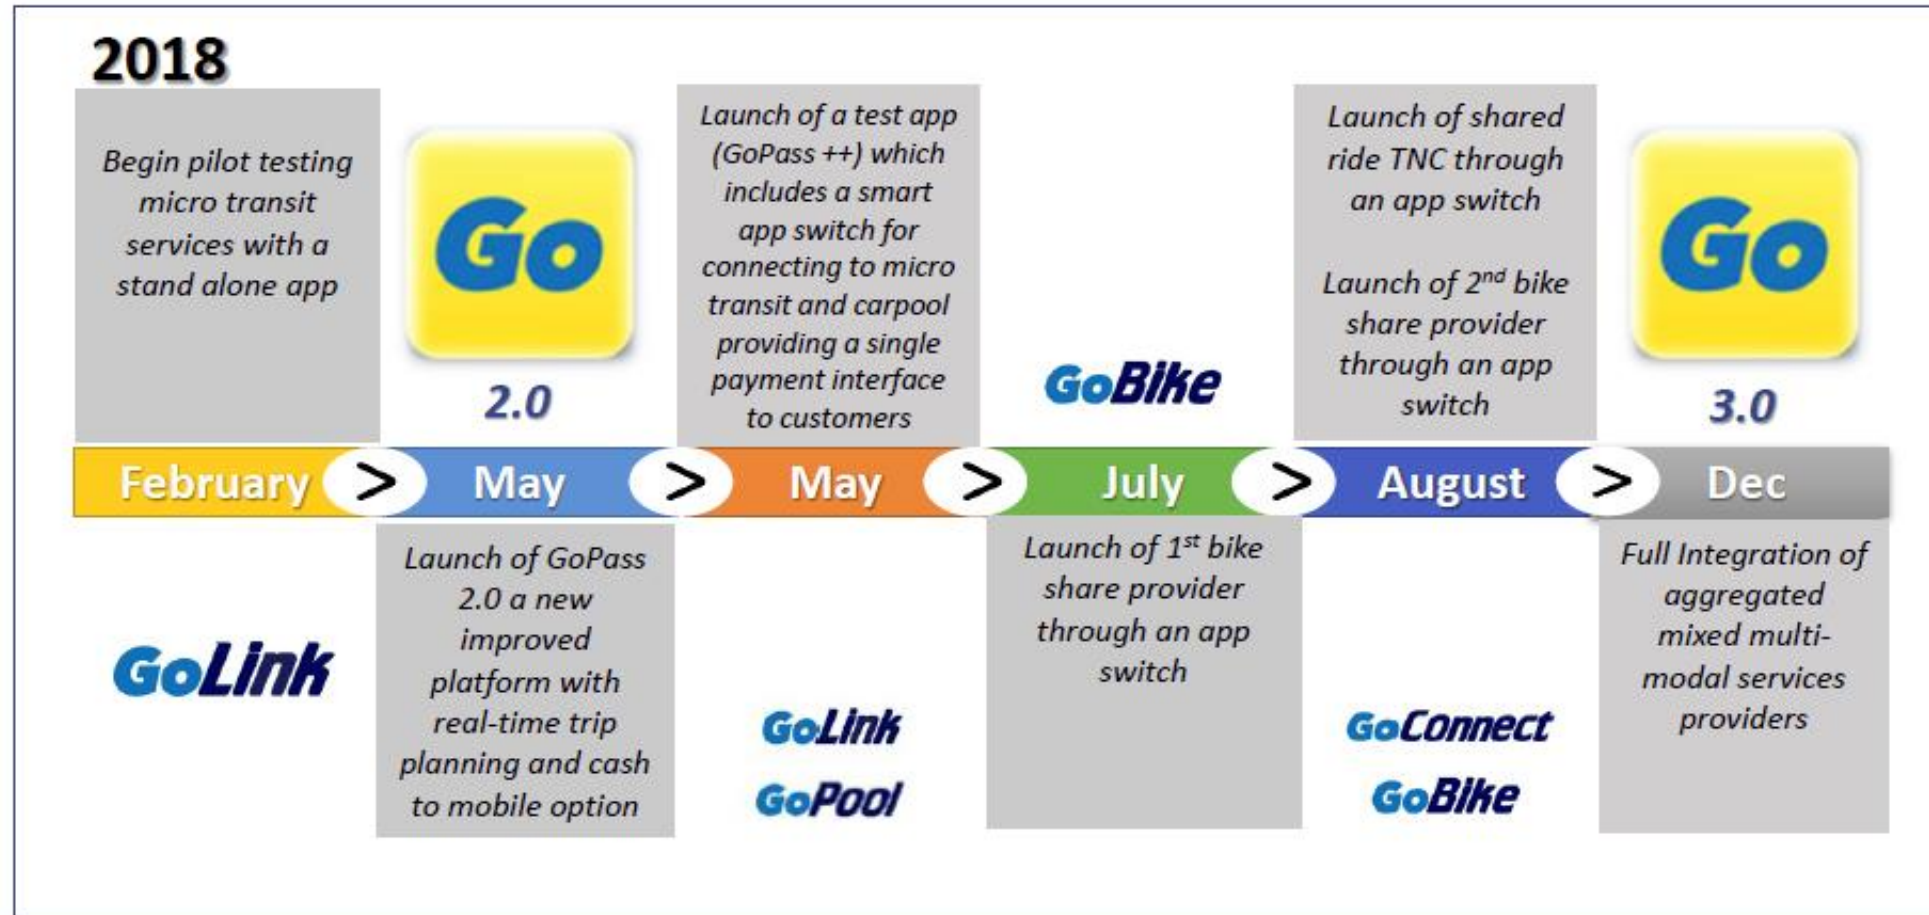 2018
Begin pilot testing
micro transit
services with a
stand alone app
Go
2.0
Launch of a test app
(GoPass ++) which
includes a smart
app switch for
connecting to micro
transit and carpool
providing a single
payment interface
to customers
GoBike
Launch of shared
ride TNC through
an app switch
Launch of 2nd bike
share provider
through an app
switch
Go
3.0
February > May > May > July > August > Dec
GoLink
Launch of GoPass
2.0 a new
improved
platform with
real-time trip
planning and cash
to mobile option
GoLink
GoPool
Launch of 1st bike
share provider
through an app
switch
GoConnect
GoBike
Full Integration of
aggregated
mixed multi-
modal services
providers